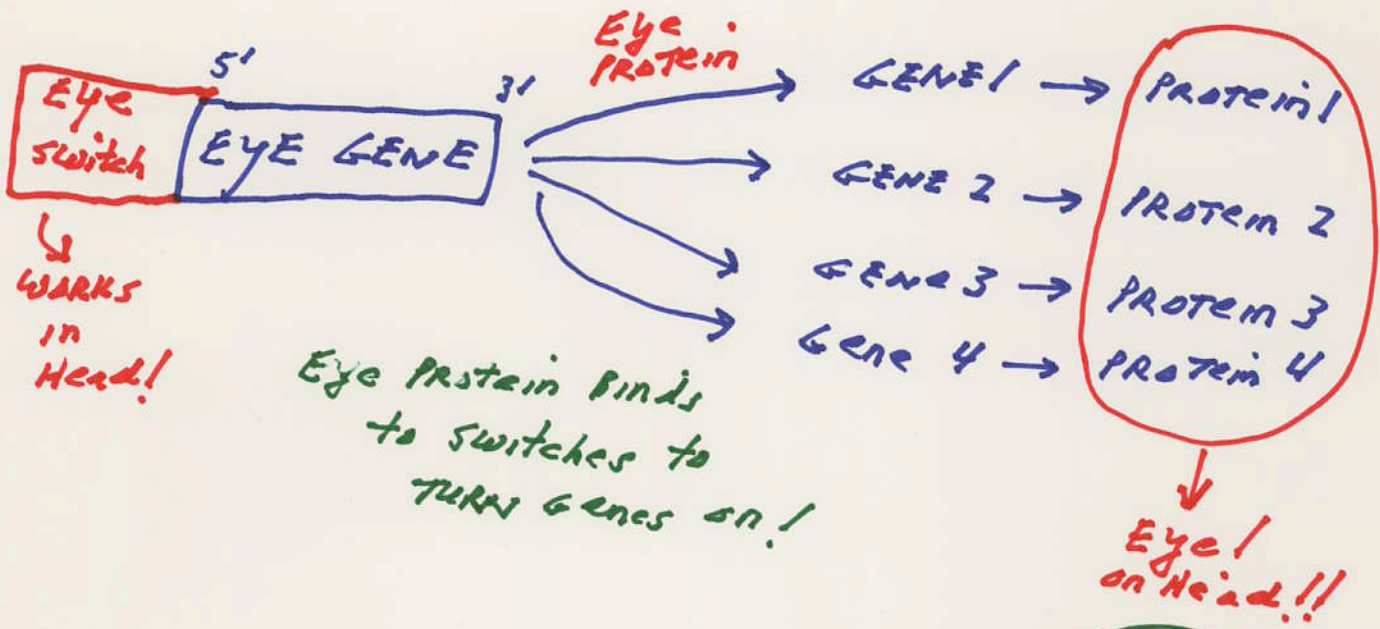 Eye
PROTEIN
5'
3'
Eye
switch
EYE GENE
GENE 1 → PROTEIN 1
GENE 2 → PROTEIN 2
GENE 3 → PROTEIN 3
Gene 4 → PROTEIN 4
WORKS
in
Head!
Eye Protein Binds
to switches to
TURN Genes on!
Eye!
on Head!!